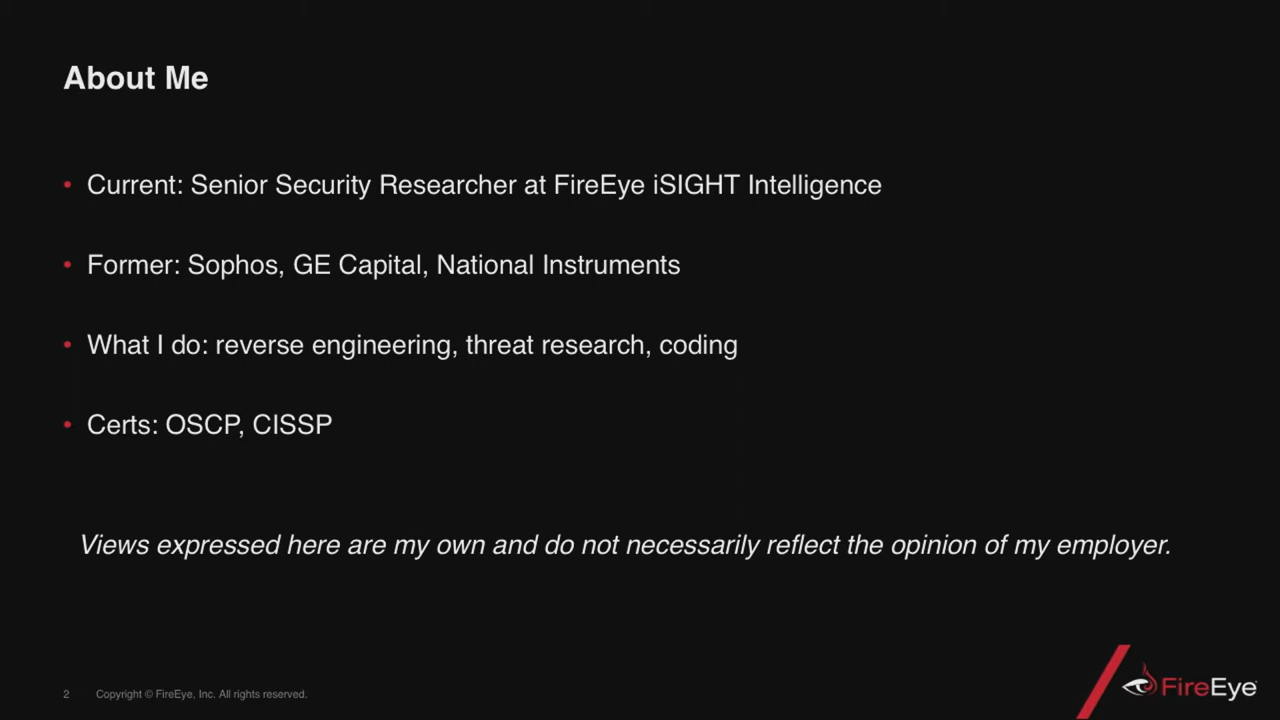 About Me
• Current: Senior Security Researcher at FireEye iSIGHT Intelligence
• Former: Sophos, GE Capital, National Instruments
• What I do: reverse engineering, threat research, coding
• Certs: OSCP, CISSP
Views expressed here are my own and do not necessarily reflect the opinion of my employer.
2 Copyright © FireEye, Inc. All rights reserved.
FireEye